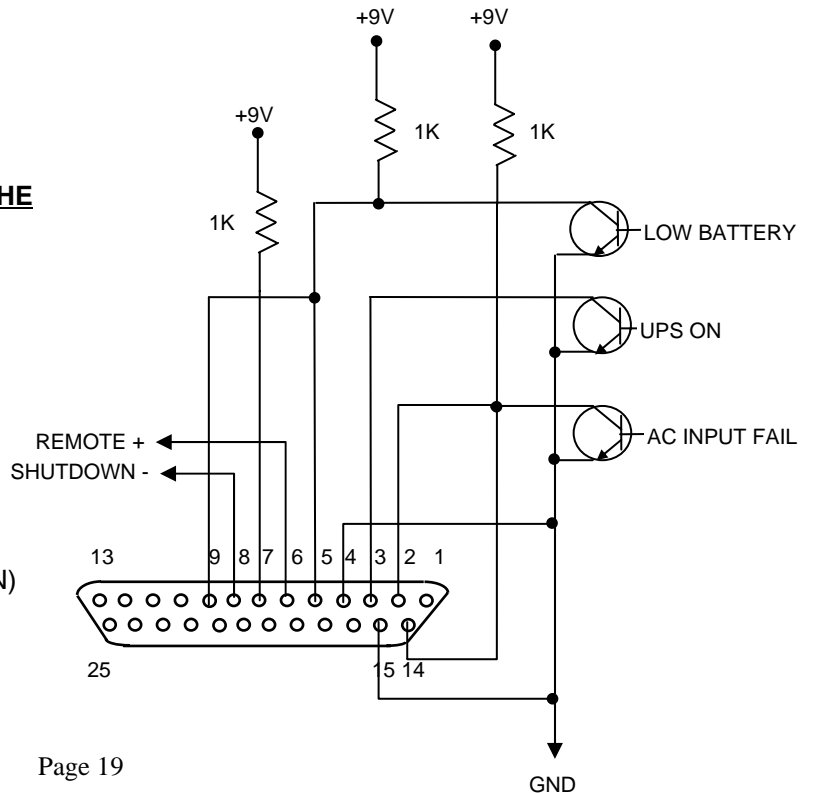 +9V +9V
+9V
1K 1K
HE
1K
LOW BATTERY
UPS ON
REMOTE +
AC INPUT FAIL
SHUTDOWN -
13 9 8 7 6 5 4 3 2 1
N)
25 15 14
Page 19
GND